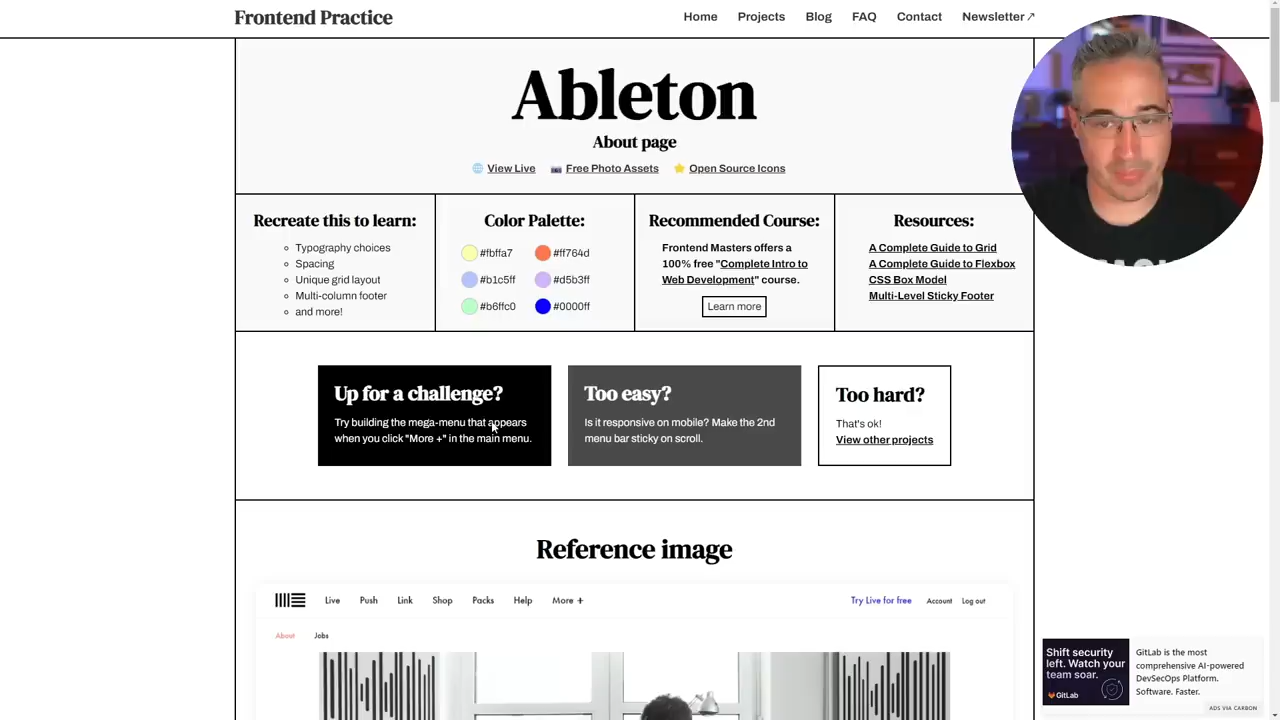 Frontend Practice
Home Projects Blog FAQ Contact Newsletter ↗
Ableton
About page
View Live Free Photo Assets Open Source Icons
Recreate this to learn:
Typography choices
Spacing
Unique grid layout
Multi-column footer
and more!
Color Palette:
#fbffa7 #ff764d
#b1c5ff #d5b3ff
#b6ffc0 #0000ff
Recommended Course:
Frontend Masters offers a
100% free "Complete Intro to
Web Development" course.
Learn more
Resources:
A Complete Guide to Grid
A Complete Guide to Flexbox
CSS Box Model
Multi-Level Sticky Footer
Up for a challenge?
Try building the mega-menu that appears
when you click "More +" in the main menu.
Too easy?
Is it responsive on mobile? Make the 2nd
menu bar sticky on scroll.
Too hard?
That's ok!
View other projects
Reference image
Live Push Link Shop Packs Help More + Try Live for free Account Log out
About Jobs
Shift security
left. Watch your
team soar.
GitLab
GitLab is the most
comprehensive AI-powered
DevSecOps Platform.
Software. Faster.
ADS VIA CARBON